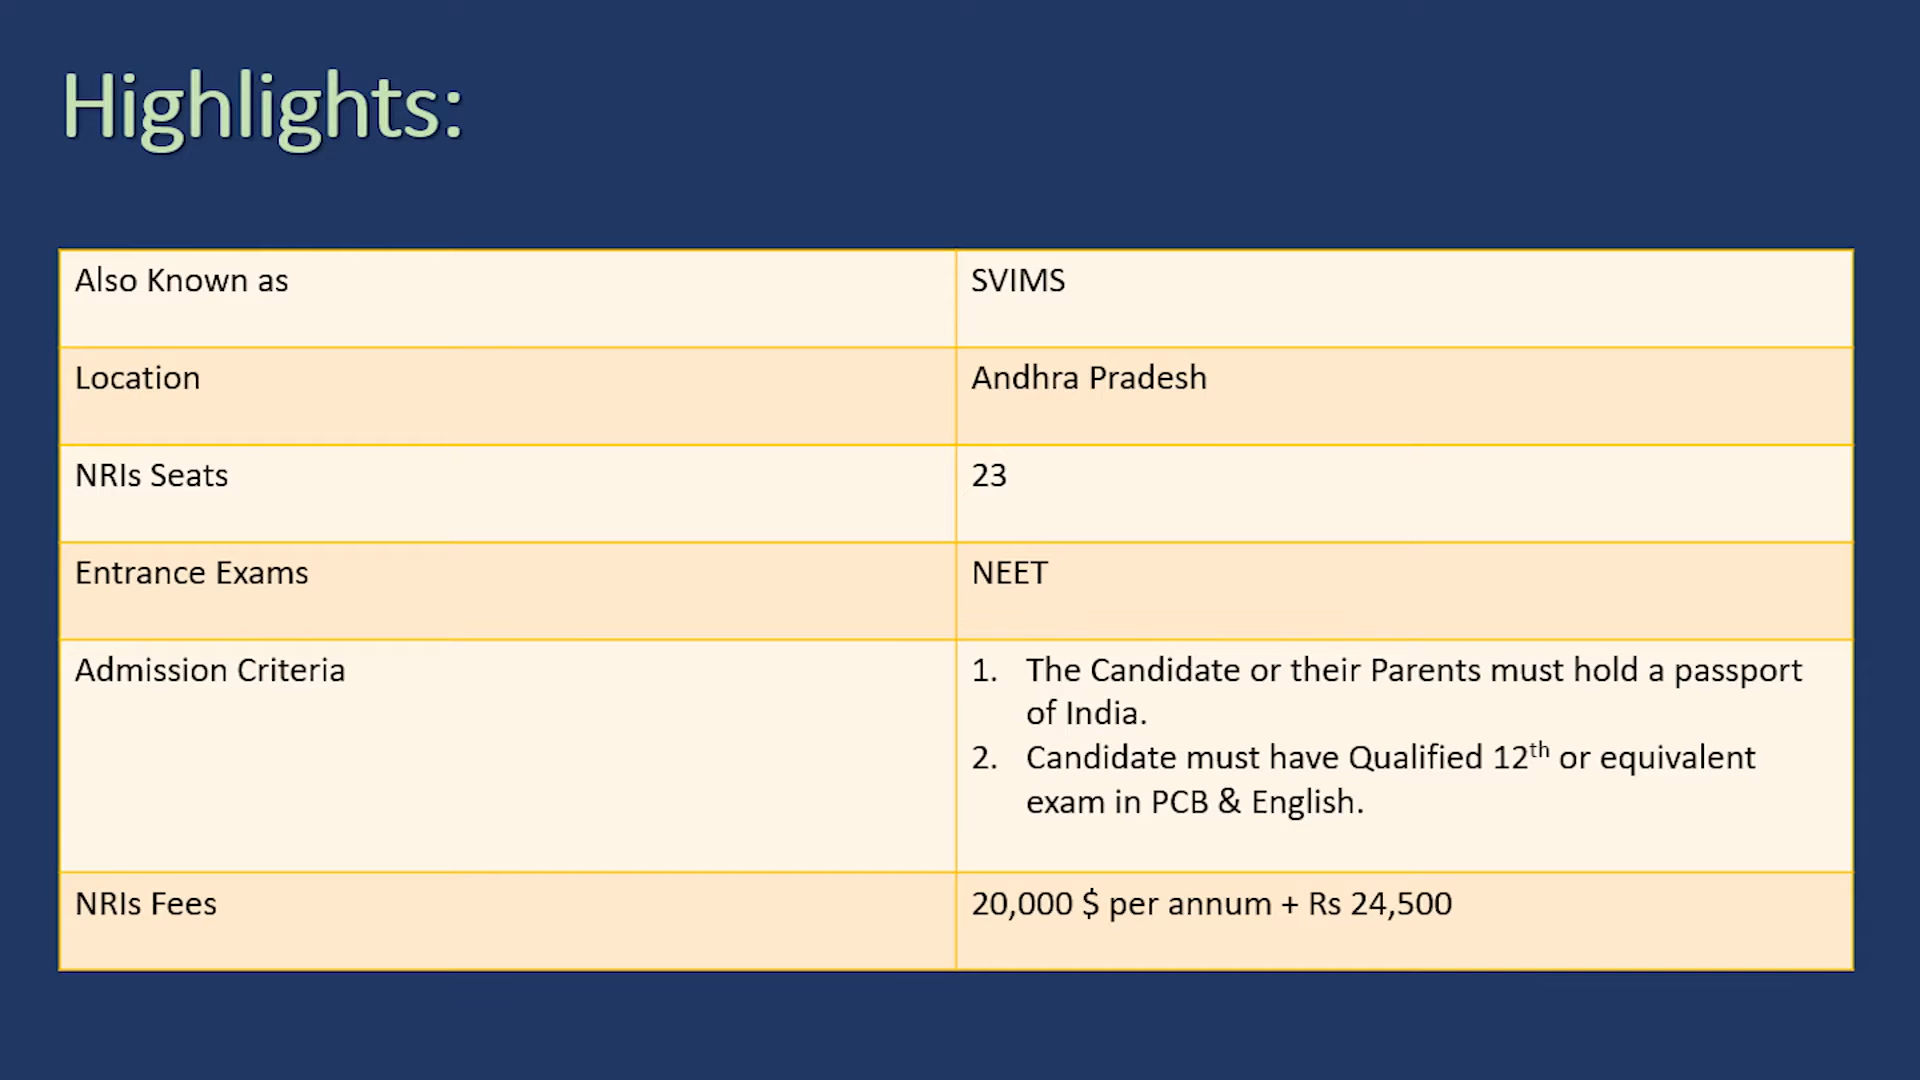 Highlights:
Also Known as
SVIMS
Location
Andhra Pradesh
NRIs Seats
23
Entrance Exams
NEET
Admission Criteria
1. The Candidate or their Parents must hold a passport
of India.
2. Candidate must have Qualified 12th or equivalent
exam in PCB & English.
NRIs Fees
20,000 $ per annum + Rs 24,500